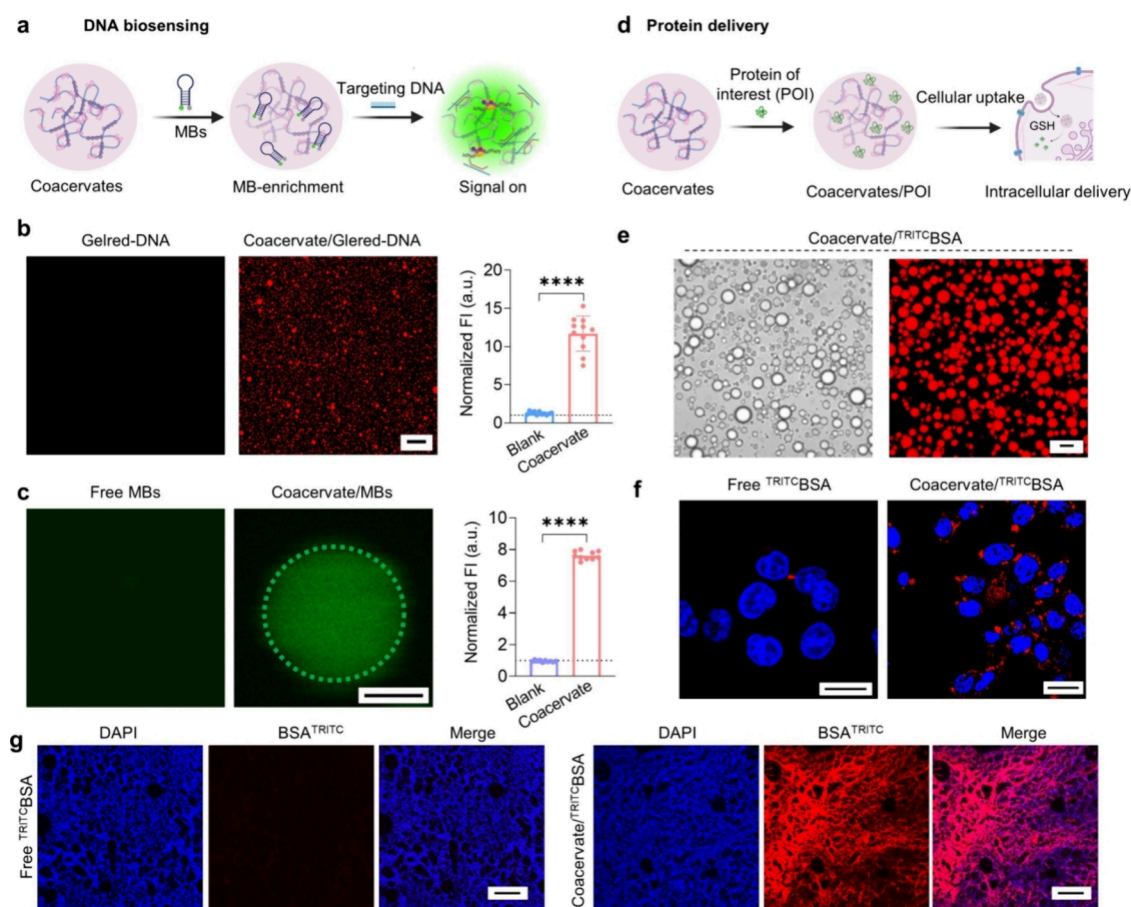 a DNA biosensing
MBs
Targeting DNA
Coacervates
MB-enrichment
Signal on
d Protein delivery
Protein of
interest (POI)
Cellular uptake
GSH
Coacervates
Coacervates/POI
Intracellular delivery
b
Gelred-DNA
Coacervate/Glered-DNA
Normalized FI (a.u.)
20
15
10
5
0
****
Blank
Coacervate
e
Coacervate/TRITCBSA
c
Free MBs
Coacervate/MBs
Normalized FI (a.u.)
10
8
6
4
2
0
****
Blank
Coacervate
f
Free TRITCBSA
Coacervate/TRITCBSA
g
Free TRITCBSA
DAPI
BSATRITC
Merge
Coacervate/TRITCBSA
DAPI
BSATRITC
Merge